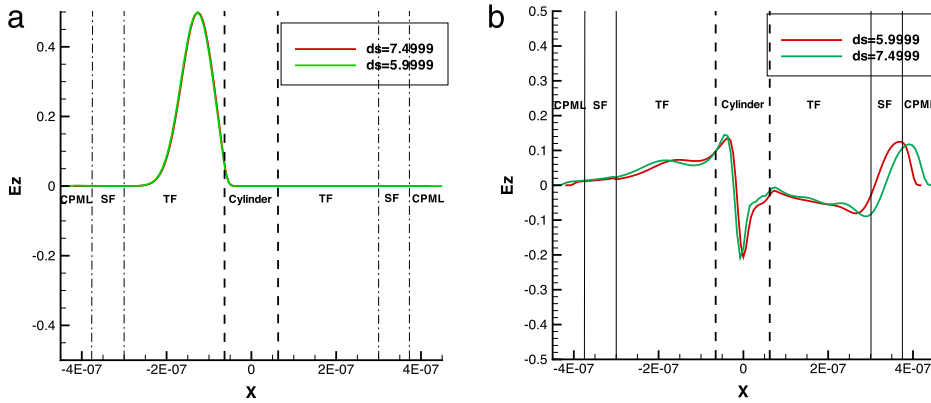 a
ds=7.4999
ds=5.9999
0.4
0.2
0
-0.2
-0.4
Ez
CPML SF TF Cylinder TF SF CPML
-4E-07 -2E-07 0 2E-07 4E-07
X
b
ds=5.9999
ds=7.4999
0.5
0.4
0.3
0.2
0.1
0
-0.1
-0.2
-0.3
-0.4
-0.5
Ez
CPML SF TF Cylinder TF SF CPM
-4E-07 -2E-07 0 2E-07 4E-07
X